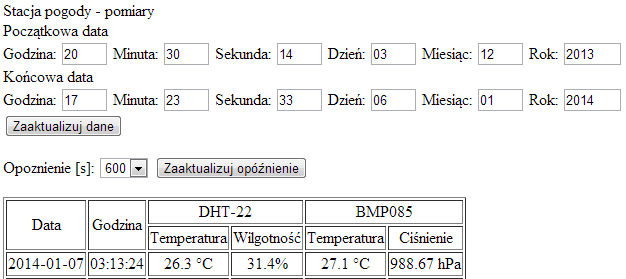 Stacja pogody - pomiary
Początkowa data
Godzina: 20 Minuta: 30 Sekunda: 14 Dzień: 03 Miesiąc: 12 Rok: 2013
Końcowa data
Godzina: 17 Minuta: 23 Sekunda: 33 Dzień: 06 Miesiąc: 01 Rok: 2014
Zaaktualizuj dane
Opoznienie [s]: 600 Zaaktualizuj opóźnienie
Data Godzina DHT-22 BMP085
Temperatura Wilgotność Temperatura Ciśnienie
2014-01-07 03:13:24 26.3 °C 31.4% 27.1 °C 988.67 hPa